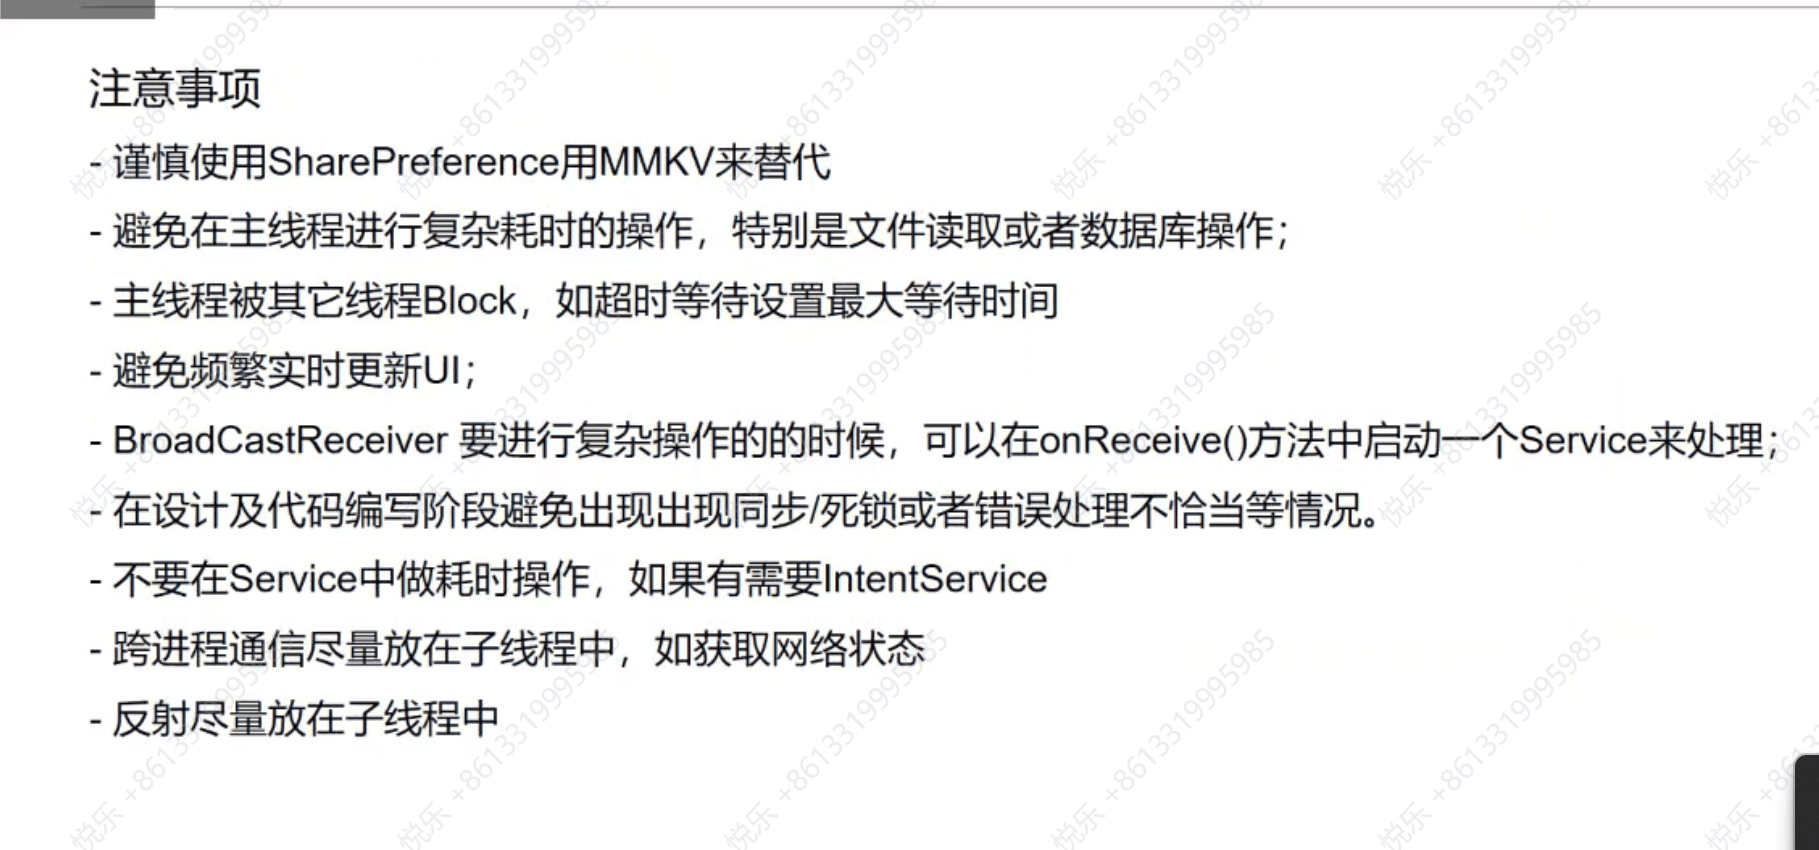 注意事项
- 谨慎使用SharePreference用MMKV来替代
- 避免在主线程进行复杂耗时的操作，特别是文件读取或者数据库操作；
- 主线程被其它线程Block，如超时等待设置最大等待时间
- 避免频繁实时更新UI；
- BroadCastReceiver 要进行复杂操作的的时候，可以在onReceive()方法中启动一个Service来处理；
- 在设计及代码编写阶段避免出现出现同步/死锁或者错误处理不恰当等情况。
- 不要在Service中做耗时操作，如果有需要IntentService
- 跨进程通信尽量放在子线程中，如获取网络状态
- 反射尽量放在子线程中
悦乐 +8613319995985